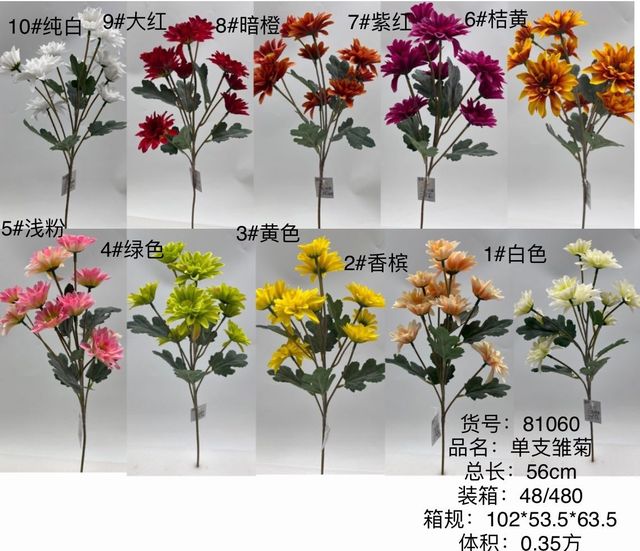 10#纯白
9#大红
8#暗橙
7#紫红
6#桔黄
5#浅粉
4#绿色
3#黄色
2#香槟
1#白色
货号：81060
品名：单支雏菊
总长：56cm
装箱：48/480
箱规：102*53.5*63.5
体积：0.35方